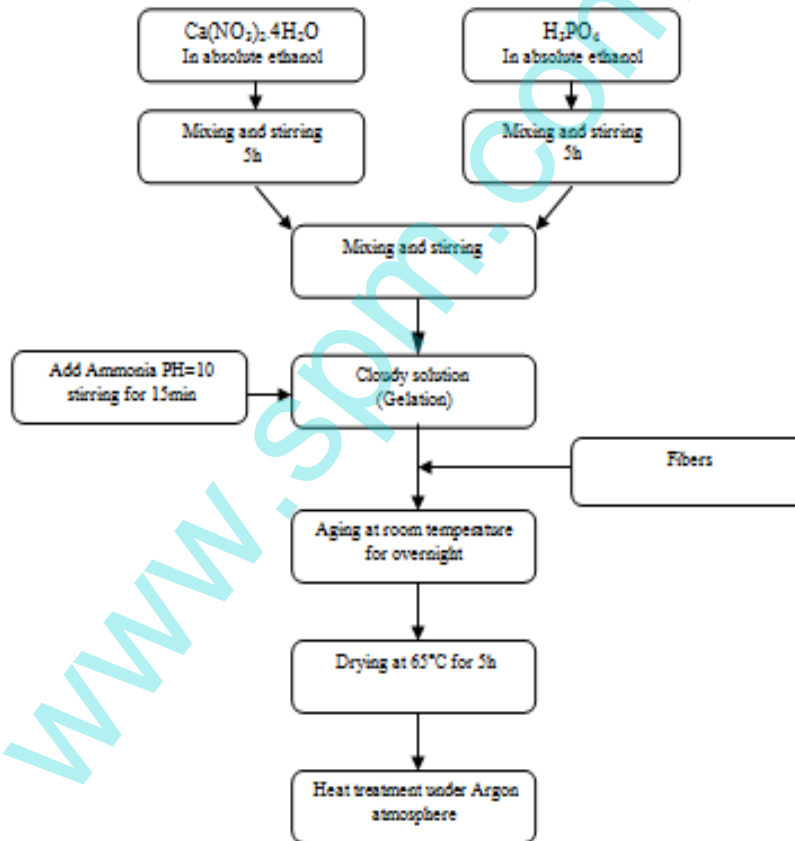 Ca(NO₃)₂.4H₂O
In absolute ethanol
H₃PO₄
In absolute ethanol
Mixing and stirring
5h
Mixing and stirring
5h
Mixing and stirring
Add Ammonia PH=10
stirring for 15min
Cloudy solution
(Gelation)
Fibers
Aging at room temperature
for overnight
Drying at 65°C for 5h
Heat treatment under Argon
atmosphere
www.spm.com